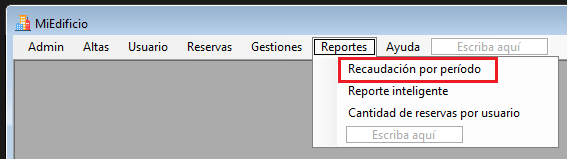 MiEdificio
Admin Altas Usuario Reservas Gestiones Reportes Ayuda Escriba aquí
Recaudación por período
Reporte inteligente
Cantidad de reservas por usuario
Escriba aquí